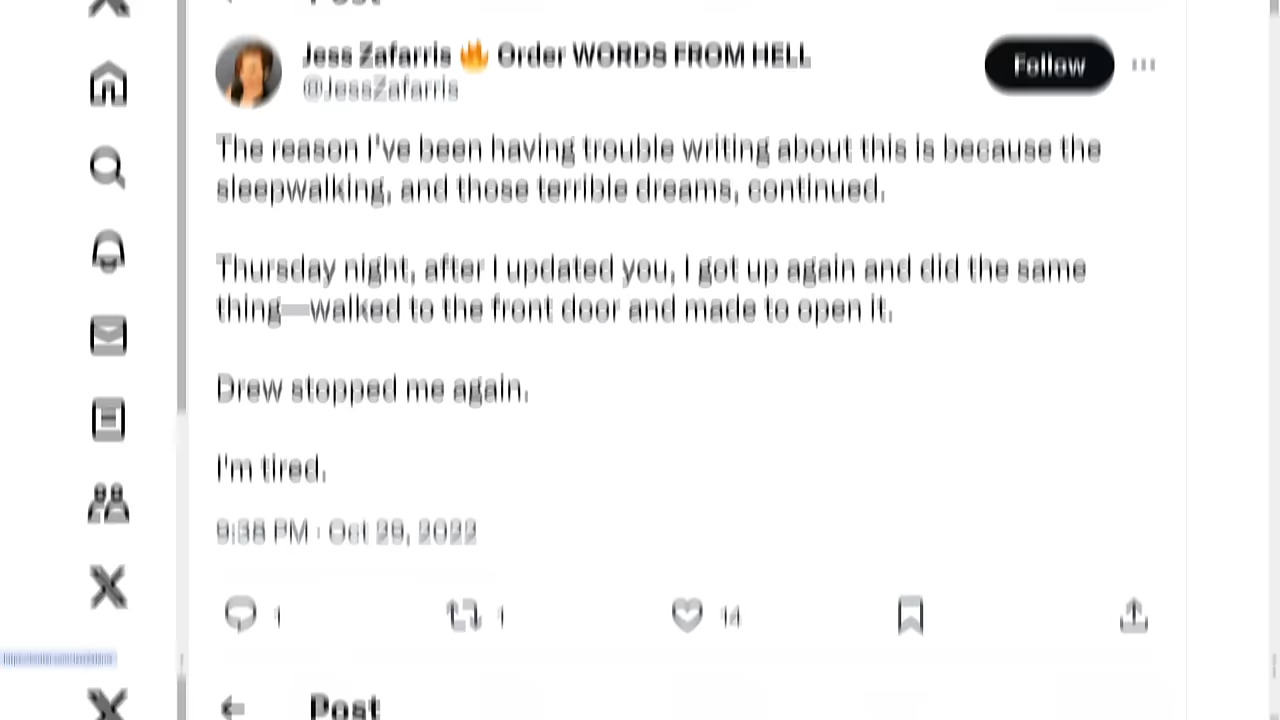 Post
Jess Zafarris 🔥 Order WORDS FROM HELL
@JessZafarris
Follow
The reason I've been having trouble writing about this is because the
sleepwalking, and those terrible dreams, continued.
Thursday night, after I updated you, I got up again and did the same
thing—walked to the front door and made to open it.
Drew stopped me again.
I'm tired.
9:38 PM · Oct 29, 2022
1
1
14
Post